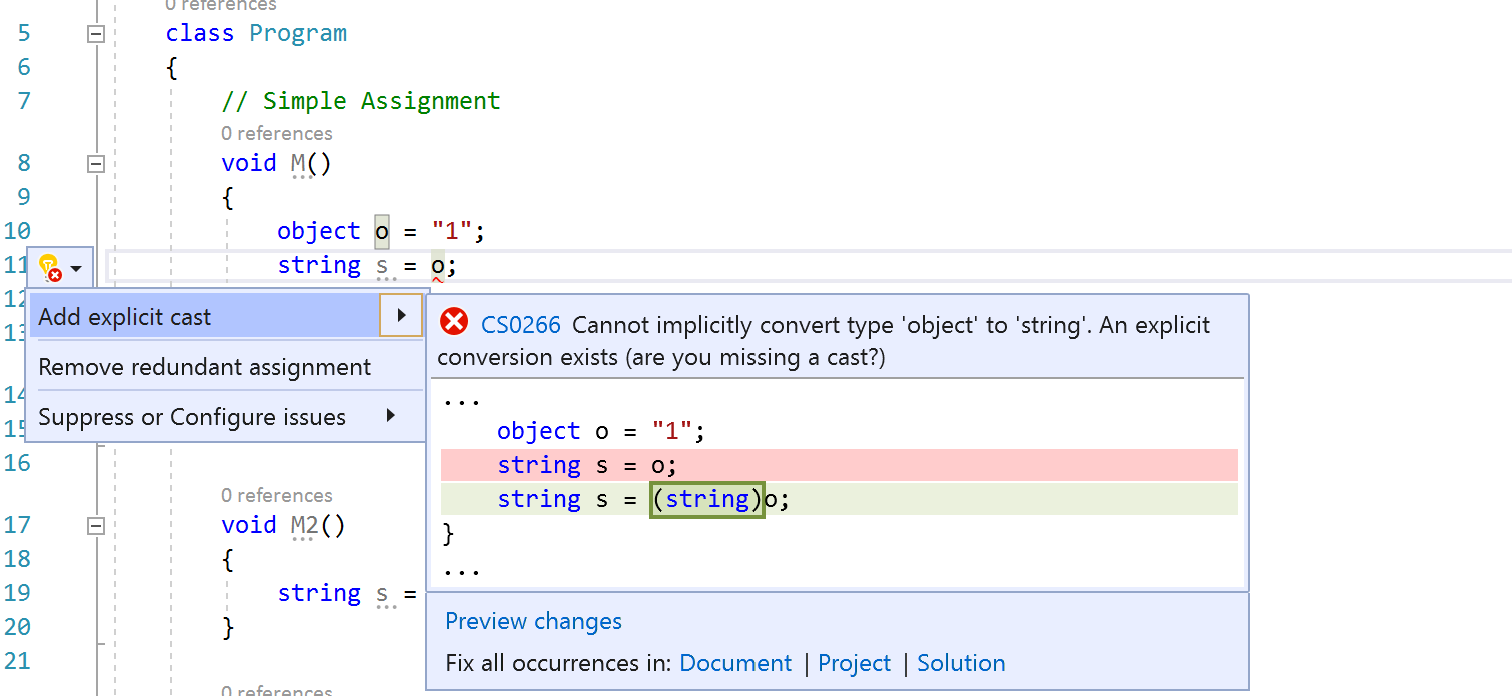 0 references
5 class Program
6 {
7 // Simple Assignment
0 references
8 void M()
9 {
10 object o = "1";
11 string s = o;
12
13
14
15
16
0 references
17 void M2()
18 {
19 string s =
20 }
21
0 references
Add explicit cast
Remove redundant assignment
Suppress or Configure issues
CS0266 Cannot implicitly convert type 'object' to 'string'. An explicit
conversion exists (are you missing a cast?)
...
object o = "1";
string s = o;
string s = (string)o;
}
...
Preview changes
Fix all occurrences in: Document | Project | Solution